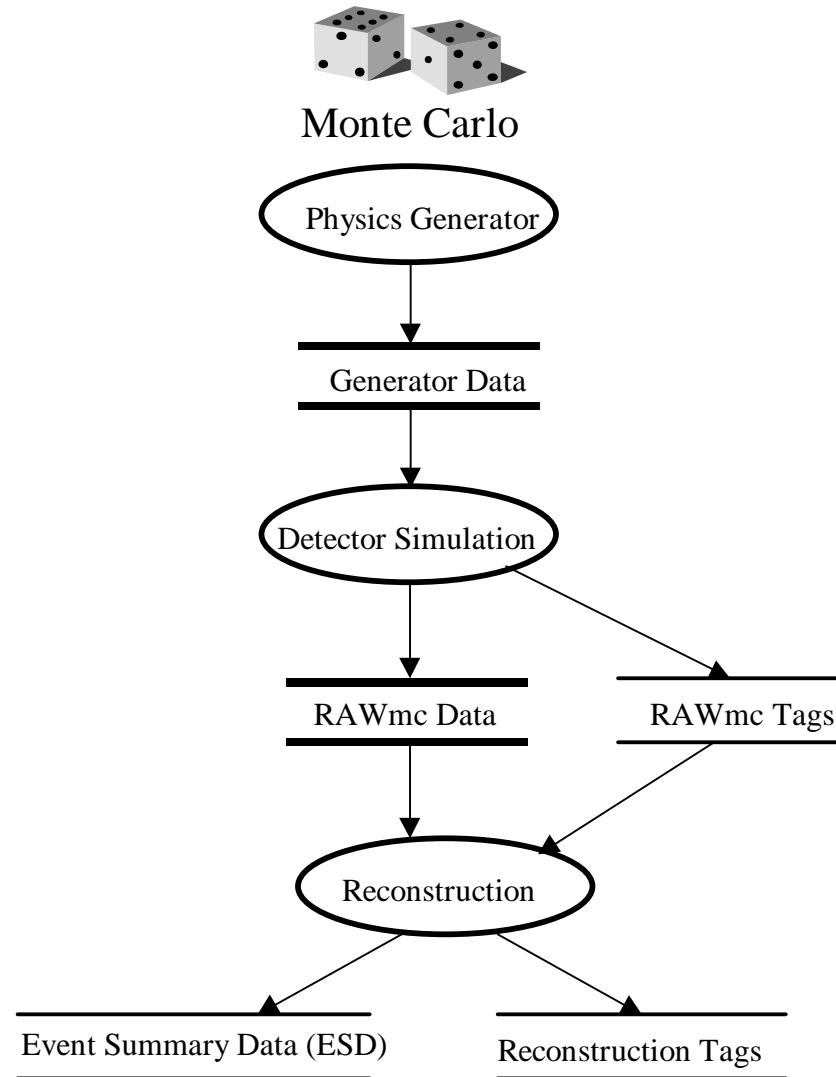 Monte Carlo
Physics Generator
Generator Data
Detector Simulation
RAWmc Data
RAWmc Tags
Reconstruction
Event Summary Data (ESD)
Reconstruction Tags